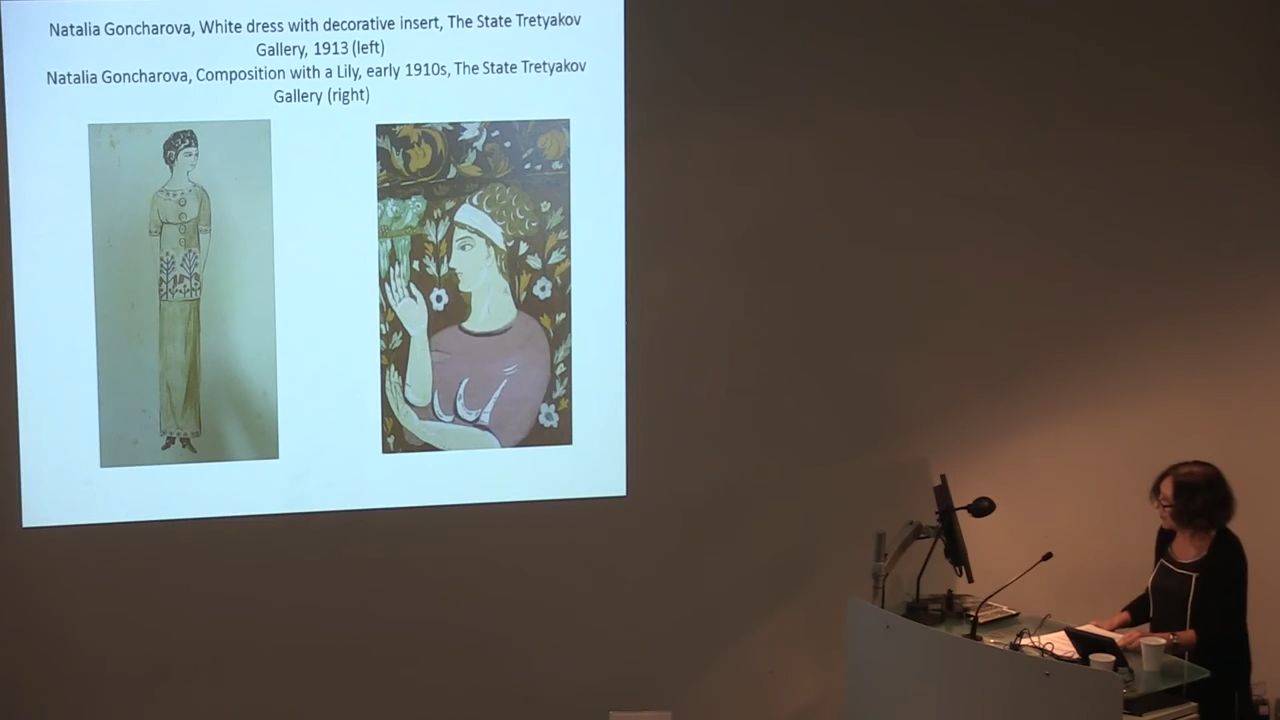 Natalia Goncharova, White dress with decorative insert, The State Tretyakov
Gallery, 1913 (left)
Natalia Goncharova, Composition with a Lily, early 1910s, The State Tretyakov
Gallery (right)